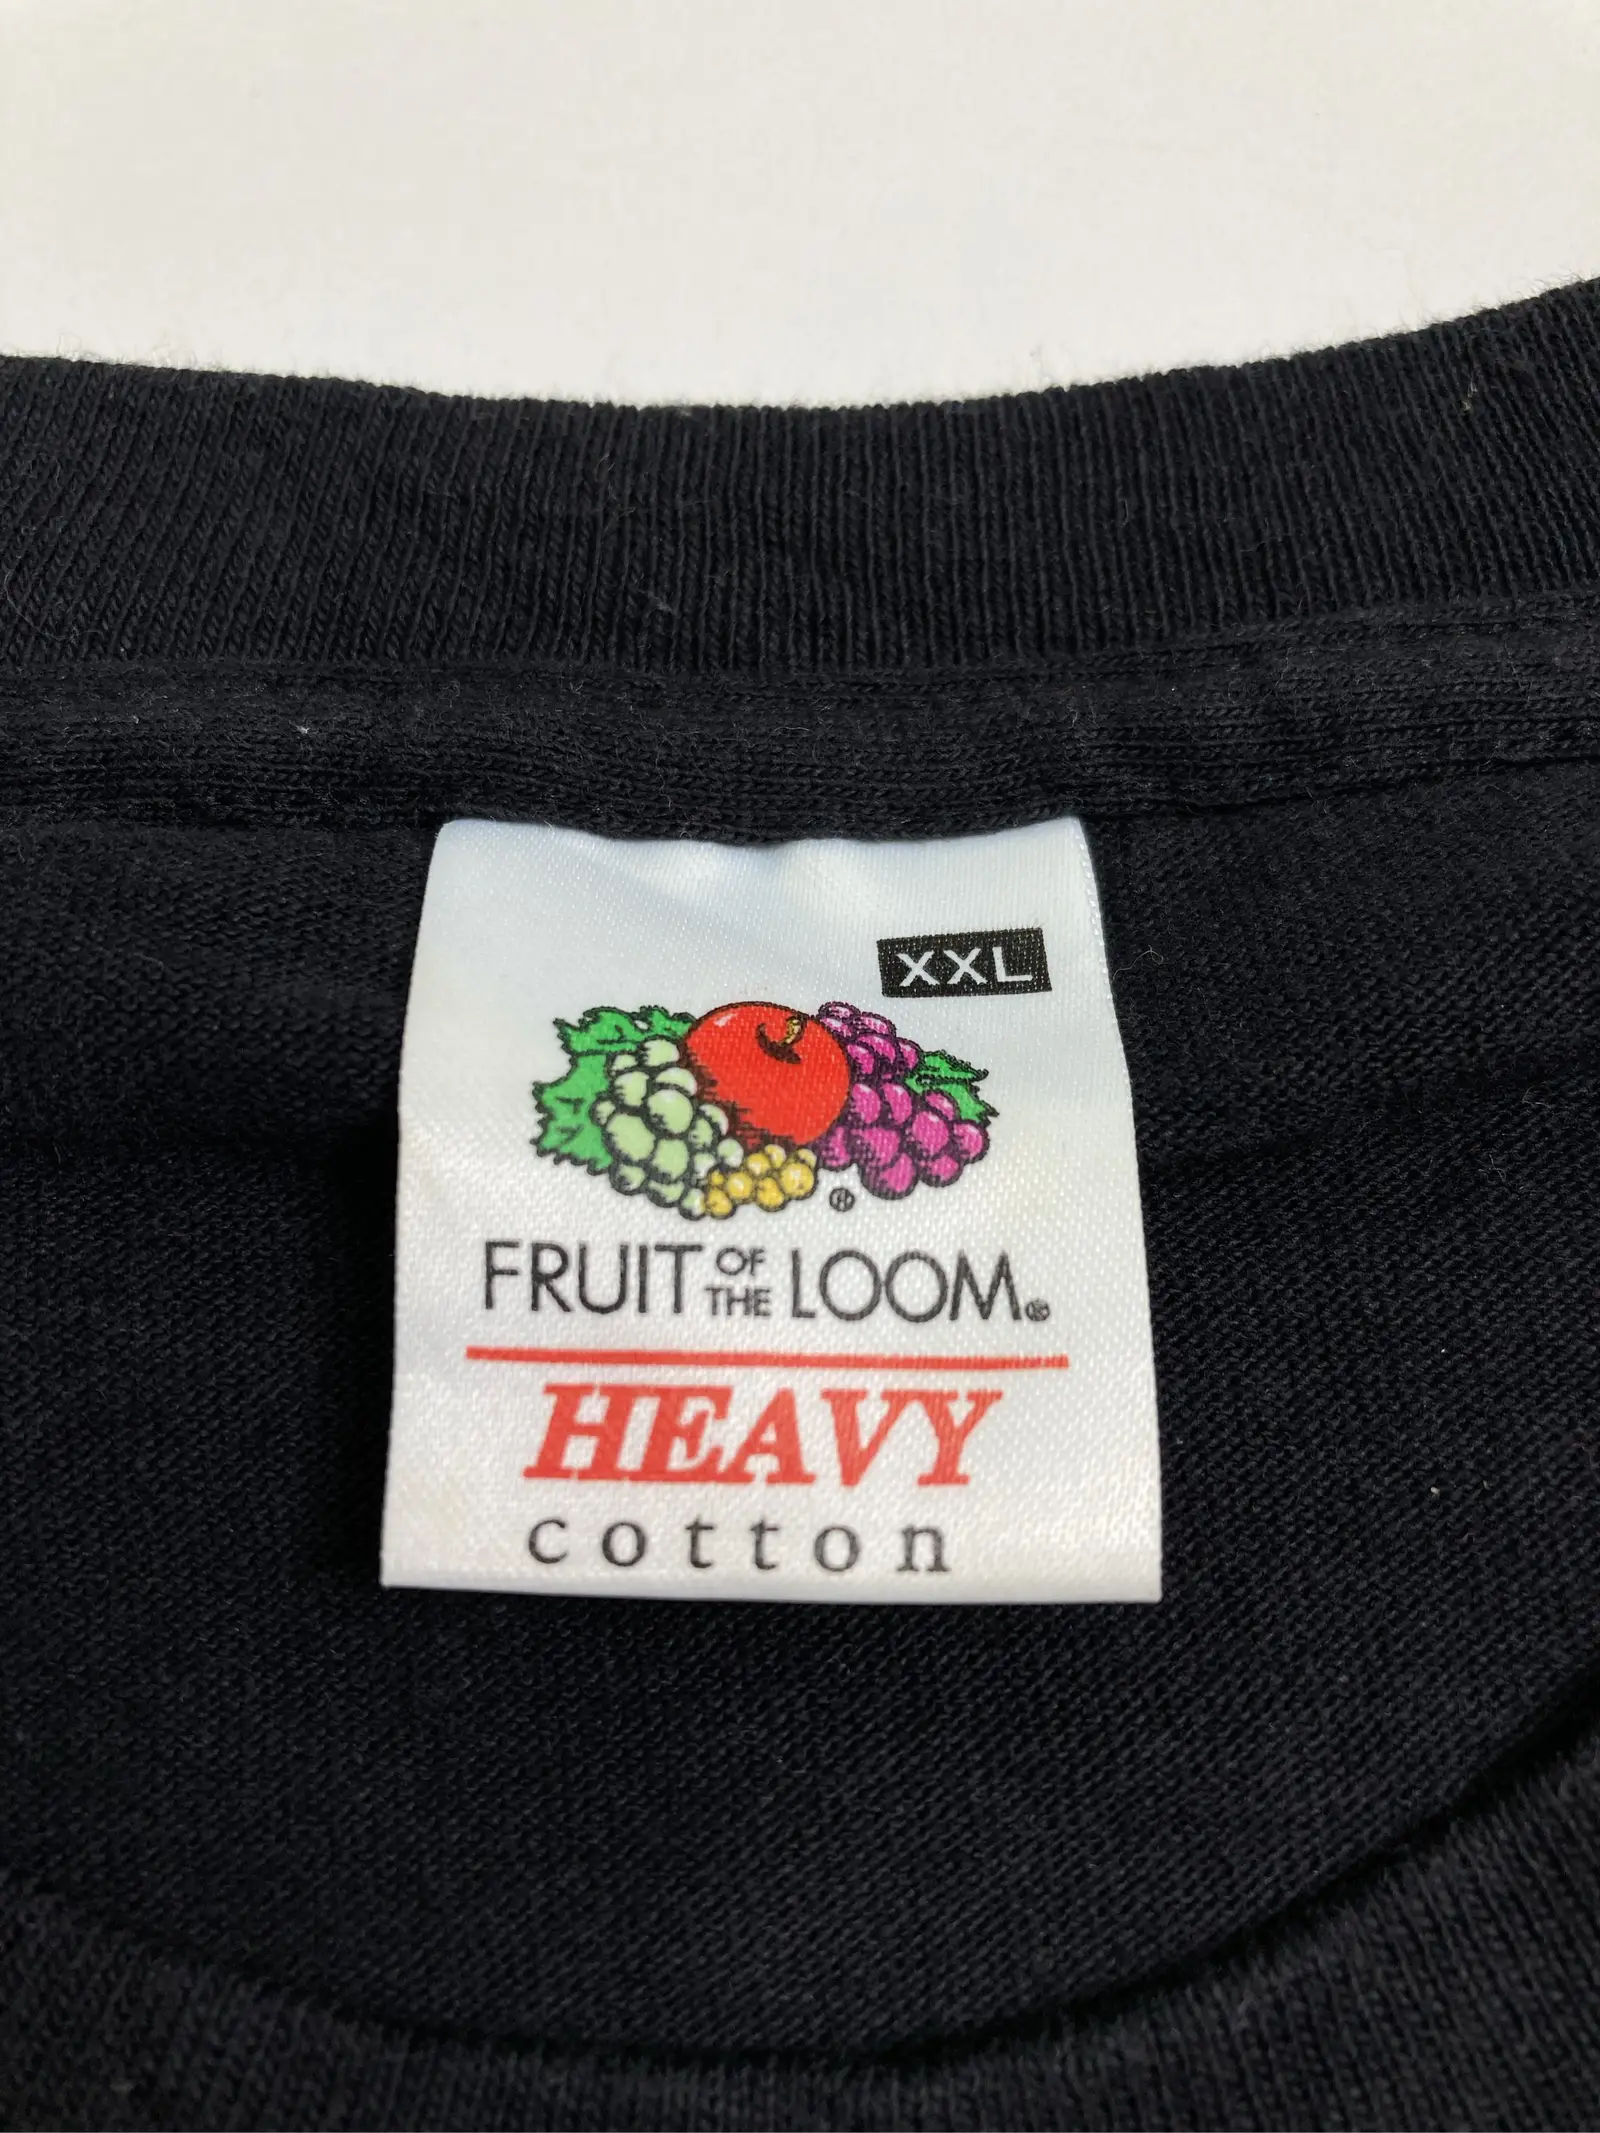 XXL
®
FRUIT OF THE LOOM®
HEAVY
cotton